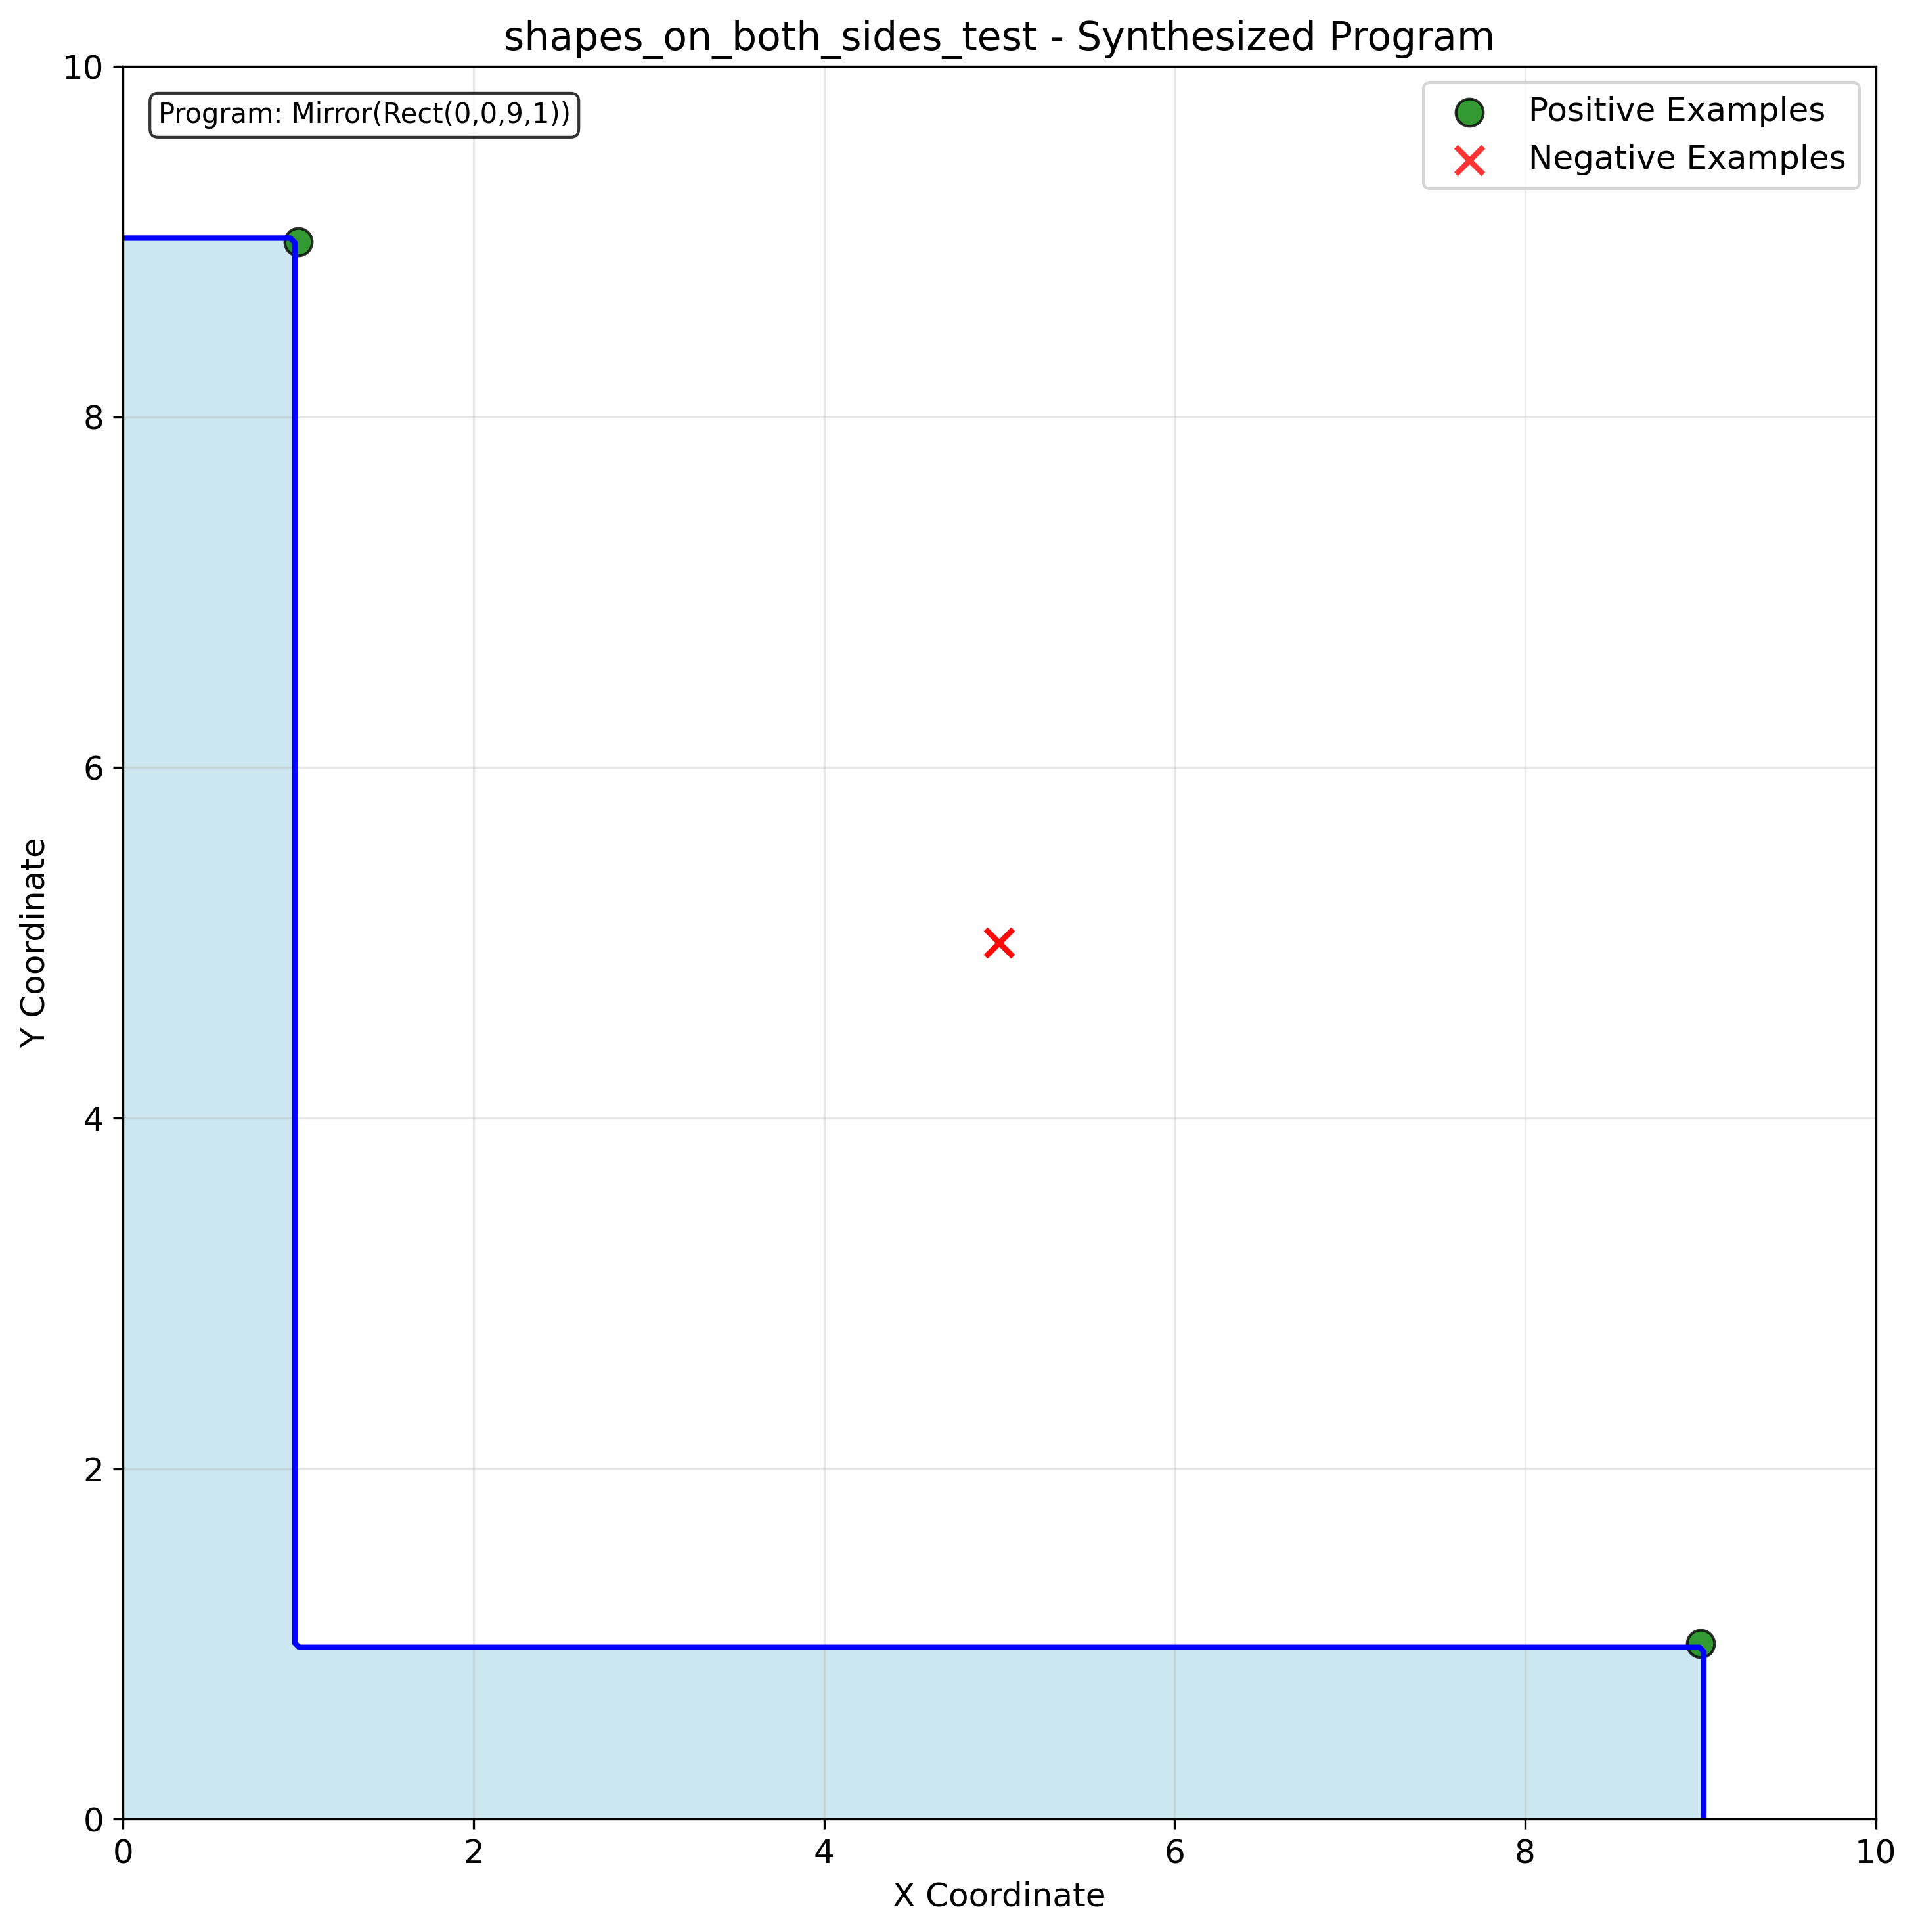 shapes_on_both_sides_test - Synthesized Program
Program: Mirror(Rect(0,0,9,1))
Positive Examples
Negative Examples
10
8
6
4
2
0
Y Coordinate
0 2 4 6 8 10
X Coordinate